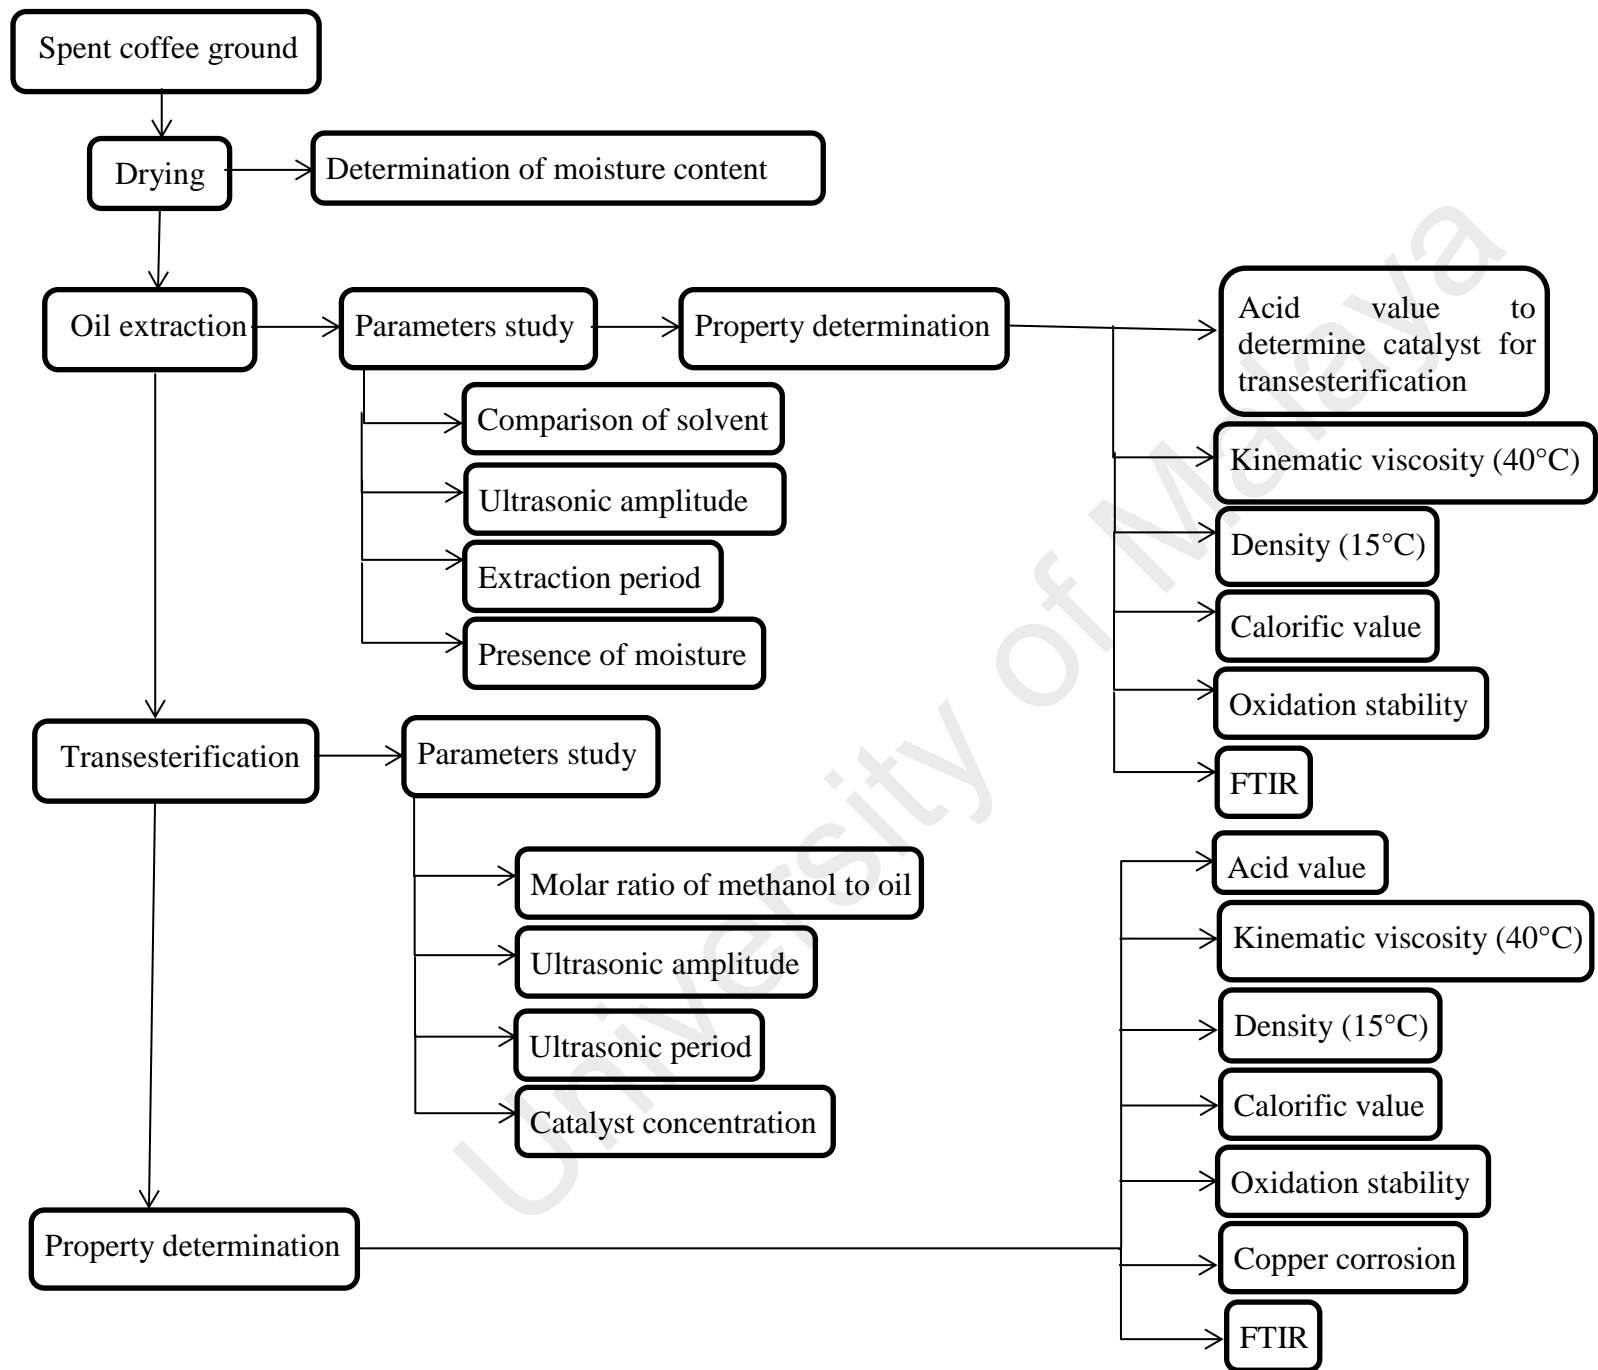 Spent coffee ground
Drying
Determination of moisture content
Oil extraction
Parameters study
Property determination
Acid value to
determine catalyst for
transesterification
Comparison of solvent
Kinematic viscosity (40°C)
Ultrasonic amplitude
Density (15°C)
Extraction period
Calorific value
Presence of moisture
Oxidation stability
Transesterification
Parameters study
FTIR
Molar ratio of methanol to oil
Acid value
Ultrasonic amplitude
Kinematic viscosity (40°C)
Ultrasonic period
Density (15°C)
Catalyst concentration
Calorific value
Oxidation stability
Property determination
Copper corrosion
FTIR
University of Malaya